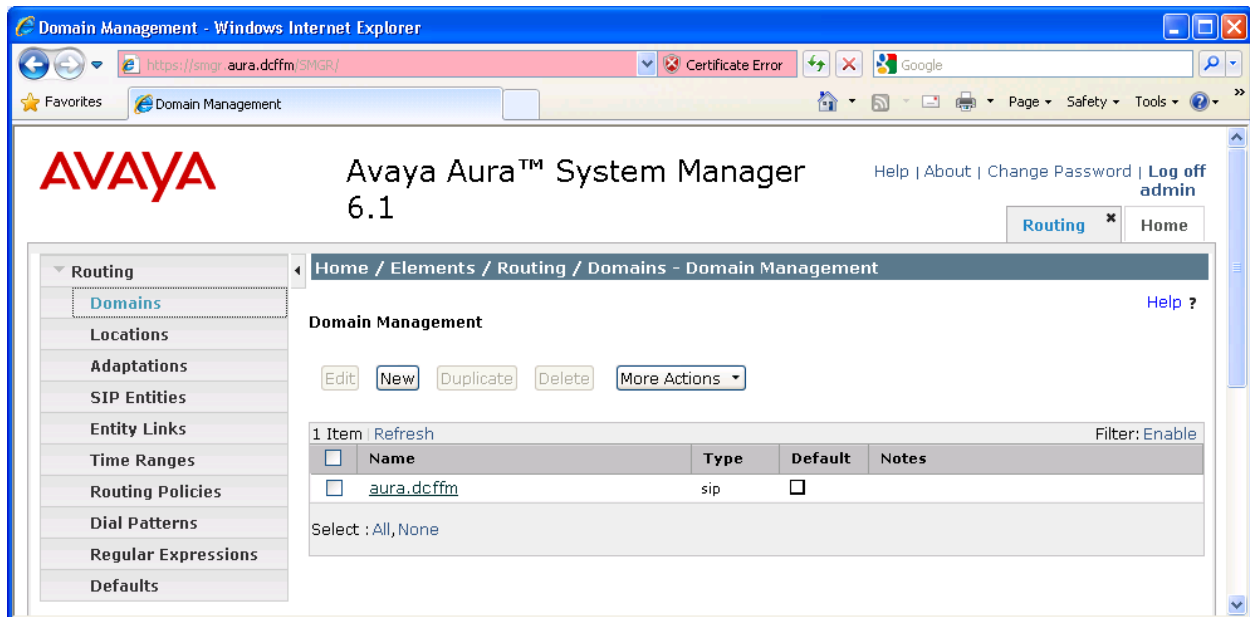 Domain Management - Windows Internet Explorer
https://smgr.aura.dcffm/SMGR/ Certificate Error Google
Favorites Domain Management Page Safety Tools »
AVAYA
Avaya Aura™ System Manager 6.1
Help | About | Change Password | Log off admin
Routing × Home
Routing
Domains
Locations
Adaptations
SIP Entities
Entity Links
Time Ranges
Routing Policies
Dial Patterns
Regular Expressions
Defaults
Home / Elements / Routing / Domains - Domain Management
Help ?
Domain Management
Edit New Duplicate Delete More Actions
1 Item | Refresh Filter: Enable
Name Type Default Notes
aura.dcffm sip
Select : All, None